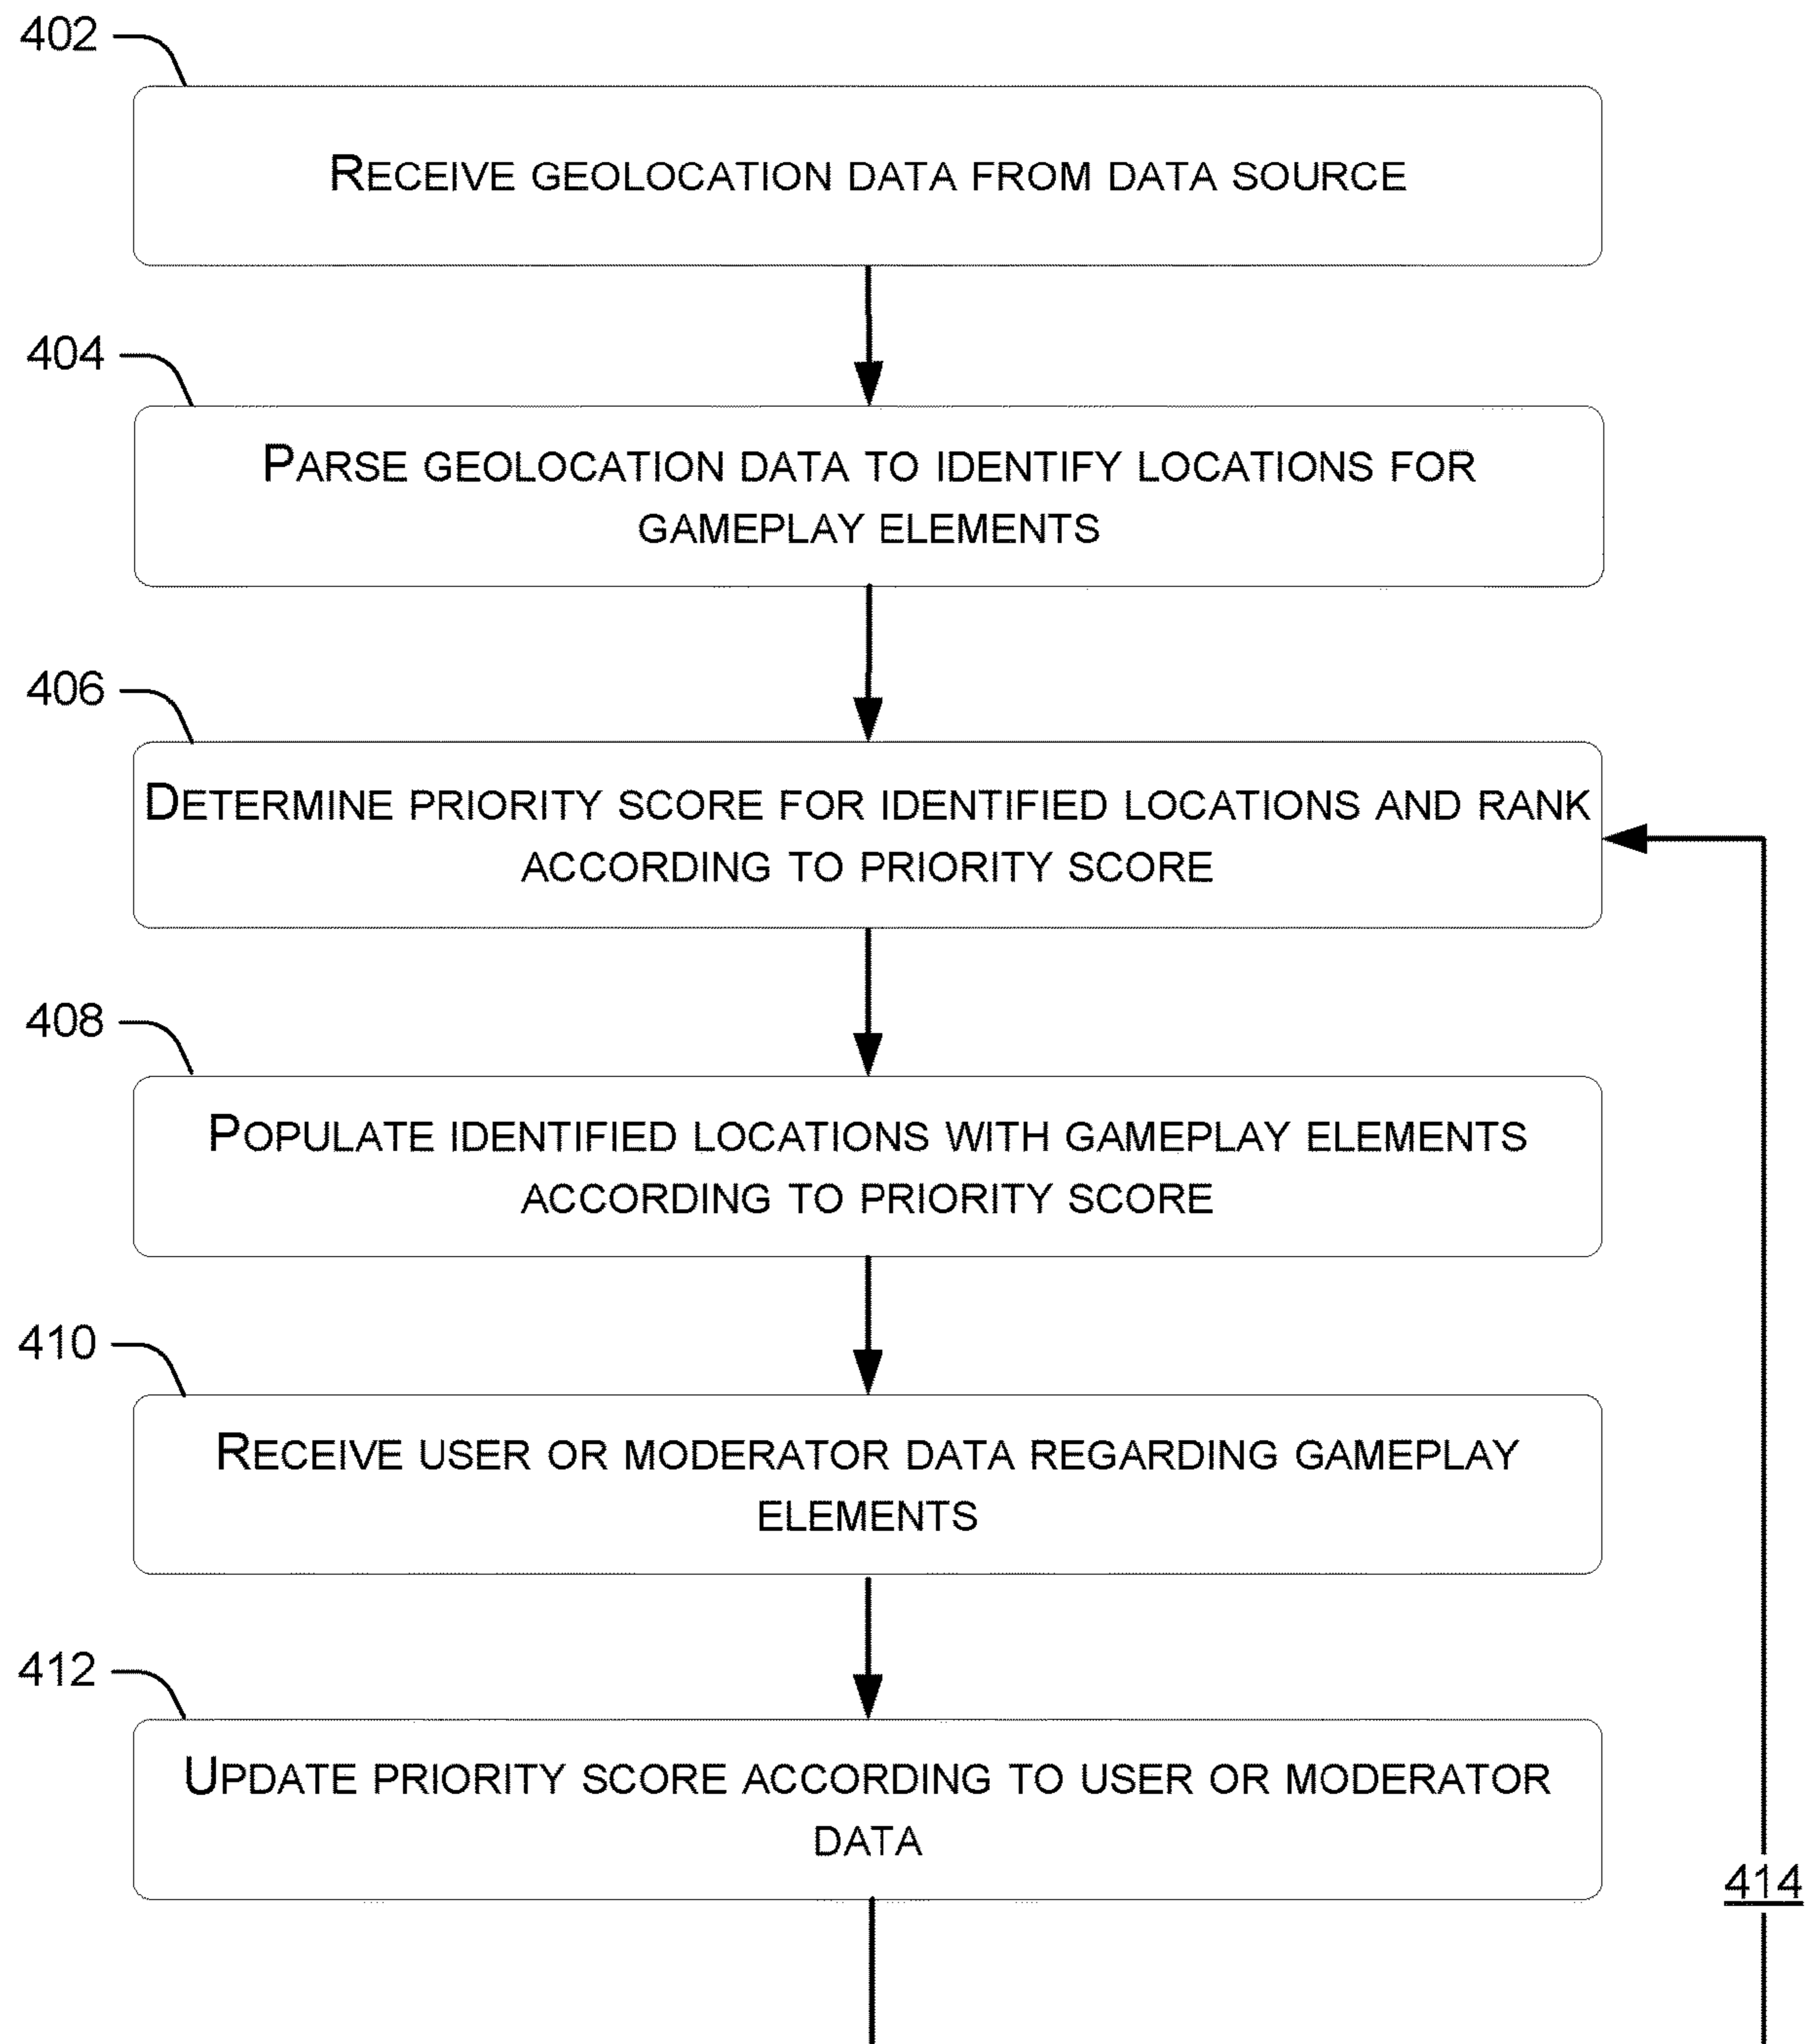 402
RECEIVE GEOLOCATION DATA FROM DATA SOURCE
404
PARSE GEOLOCATION DATA TO IDENTIFY LOCATIONS FOR
GAMEPLAY ELEMENTS
406
DETERMINE PRIORITY SCORE FOR IDENTIFIED LOCATIONS AND RANK
ACCORDING TO PRIORITY SCORE
408
POPULATE IDENTIFIED LOCATIONS WITH GAMEPLAY ELEMENTS
ACCORDING TO PRIORITY SCORE
410
RECEIVE USER OR MODERATOR DATA REGARDING GAMEPLAY
ELEMENTS
412
UPDATE PRIORITY SCORE ACCORDING TO USER OR MODERATOR
DATA
414